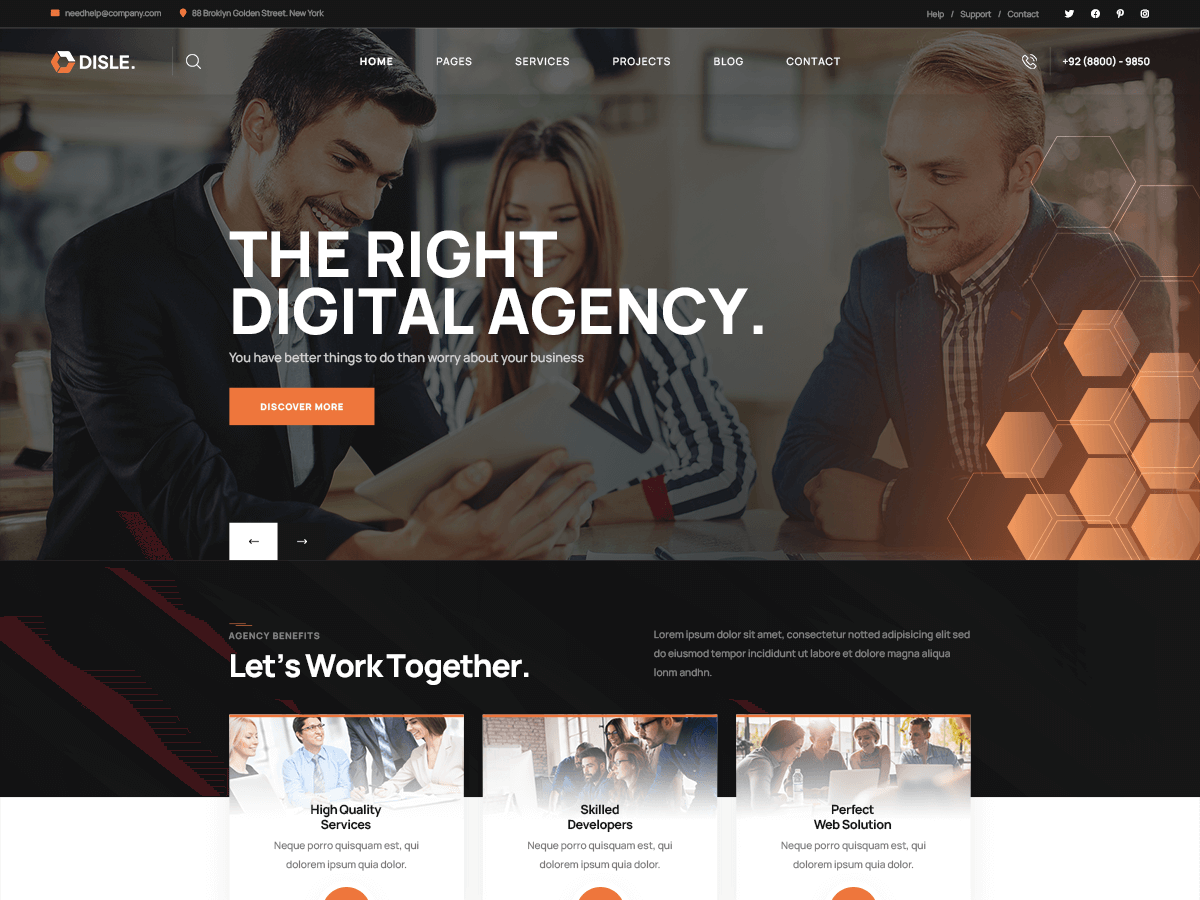 needhelp@company.com
88 Broklyn Golden Street. New York
Help / Support / Contact
DISLE.
HOME
PAGES
SERVICES
PROJECTS
BLOG
CONTACT
+92 (8800) - 9850
THE RIGHT
DIGITAL AGENCY.
You have better things to do than worry about your business
DISCOVER MORE
AGENCY BENEFITS
Let's Work Together.
Lorem ipsum dolor sit amet, consectetur notted adipisicing elit sed
do eiusmod tempor incididunt ut labore et dolore magna aliqua
lonm andhn.
High Quality
Services
Neque porro quisquam est, qui
dolorem ipsum quia dolor.
Skilled
Developers
Neque porro quisquam est, qui
dolorem ipsum quia dolor.
Perfect
Web Solution
Neque porro quisquam est, qui
dolorem ipsum quia dolor.